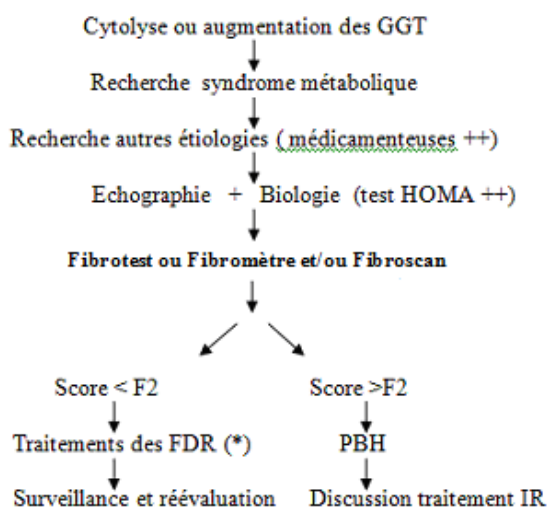 Cytolyse ou augmentation des GGT
Recherche syndrome métabolique
Recherche autres étiologies ( médicamenteuses ++)
Echographie + Biologie (test HOMA ++)
Fibrotest ou Fibromètre et/ou Fibroscan
Score < F2 Score >F2
Traitements des FDR (*) PBH
Surveillance et réévaluation Discussion traitement IR